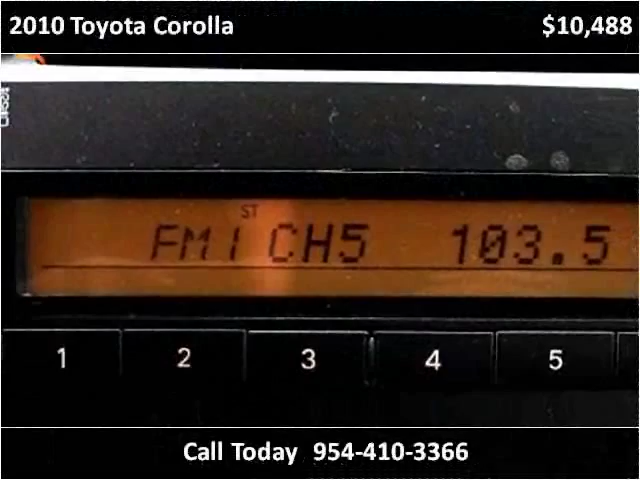 2010 Toyota Corolla $10,488
ST
FM1 CH5 103.5
1 2 3 4 5
Call Today 954-410-3366